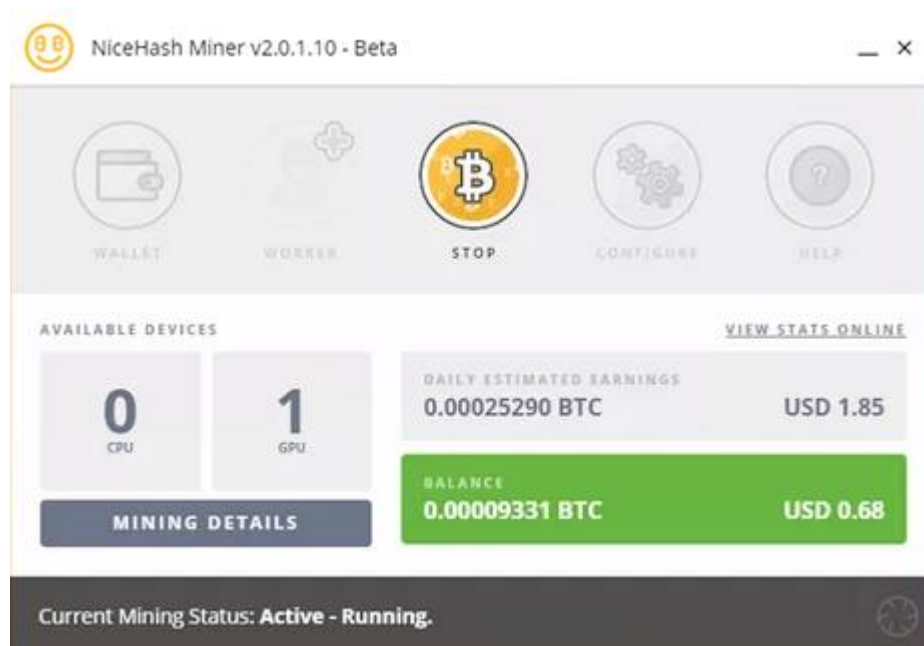 NiceHash Miner v2.0.1.10 - Beta
WALLET
WORKER
STOP
CONFIGURE
HELP
AVAILABLE DEVICES
VIEW STATS ONLINE
0
CPU
1
GPU
DAILY ESTIMATED EARNINGS
0.00025290 BTC
USD 1.85
MINING DETAILS
BALANCE
0.00009331 BTC
USD 0.68
Current Mining Status: Active - Running.